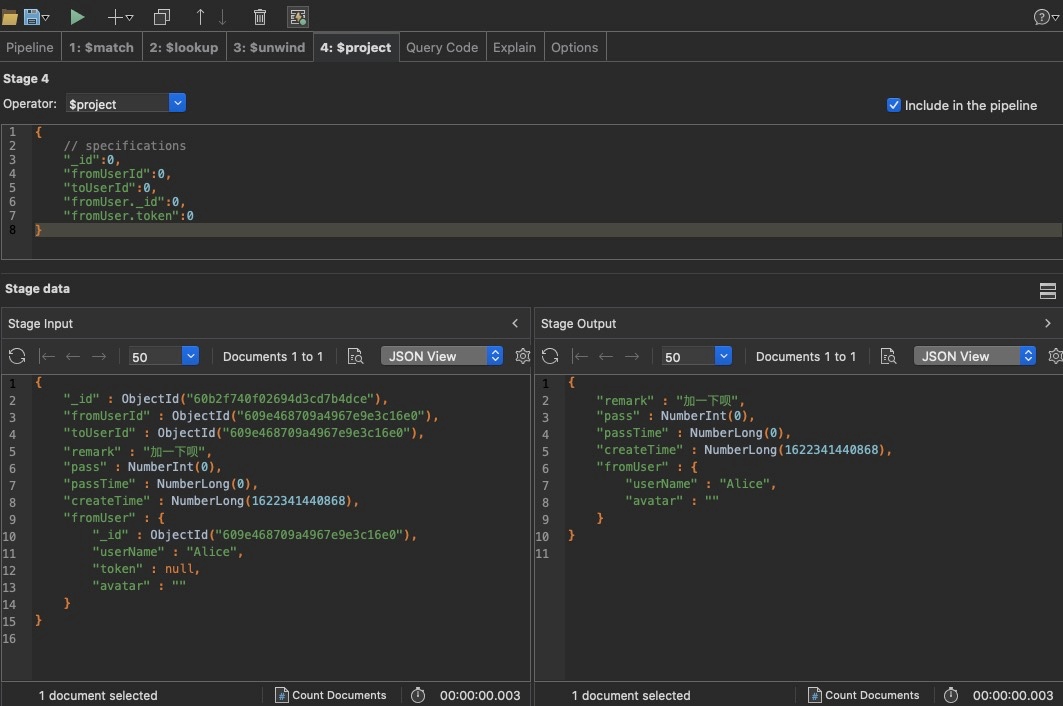 Pipeline 1: $match 2: $lookup 3: $unwind 4: $project Query Code Explain Options
Stage 4
Operator: $project Include in the pipeline
1 {
2 // specifications
3 "_id":0,
4 "fromUserId":0,
5 "toUserId":0,
6 "fromUser._id":0,
7 "fromUser.token":0
8 }
Stage data
Stage Input
50 Documents 1 to 1 JSON View
1 {
2 "_id" : ObjectId("60b2f740f02694d3cd7b4dce"),
3 "fromUserId" : ObjectId("609e468709a4967e9e3c16e0"),
4 "toUserId" : ObjectId("609e468709a4967e9e3c16e0"),
5 "remark" : "加一下呗",
6 "pass" : NumberInt(0),
7 "passTime" : NumberLong(0),
8 "createTime" : NumberLong(1622341440868),
9 "fromUser" : {
10 "_id" : ObjectId("609e468709a4967e9e3c16e0"),
11 "userName" : "Alice",
12 "token" : null,
13 "avatar" : ""
14 }
15 }
16
1 document selected # Count Documents 00:00:00.003
Stage Output
50 Documents 1 to 1 JSON View
1 {
2 "remark" : "加一下呗",
3 "pass" : NumberInt(0),
4 "passTime" : NumberLong(0),
5 "createTime" : NumberLong(1622341440868),
6 "fromUser" : {
7 "userName" : "Alice",
8 "avatar" : ""
9 }
10 }
11
1 document selected # Count Documents 00:00:00.003